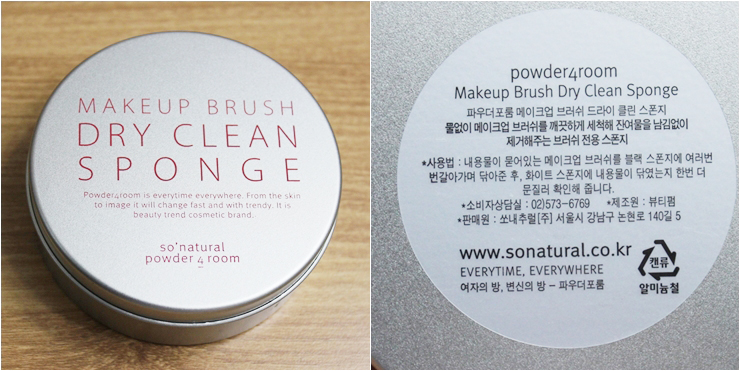 MAKEUP BRUSH
DRY CLEAN
SPONGE
Powder4room is everytime everywhere. From the skin
to image it will change fast and with trendy. It is
beauty trend cosmetic brand.
so'natural
powder 4 room
powder4room
Makeup Brush Dry Clean Sponge
파우더포룸 메이크업 브러쉬 드라이 클린 스폰지
물없이 메이크업 브러쉬를 깨끗하게 세척해 잔여물을 남김없이
제거해주는 브러쉬 전용 스폰지
*사용법 : 내용물이 묻어있는 메이크업 브러쉬를 블랙 스폰지에 여러번
번갈아가며 닦아준 후, 화이트 스폰지에 내용물이 닦였는지 한번 더
문질러 확인해 줍니다.
*소비자상담실 : 02)573-6769 *제조원 : 뷰티펌
*판매원 : 쏘내추럴[주] 서울시 강남구 논현로 140길 5
www.sonatural.co.kr
EVERYTIME, EVERYWHERE
여자의 방, 변신의 방 - 파우더포룸
캔류
알미늄철